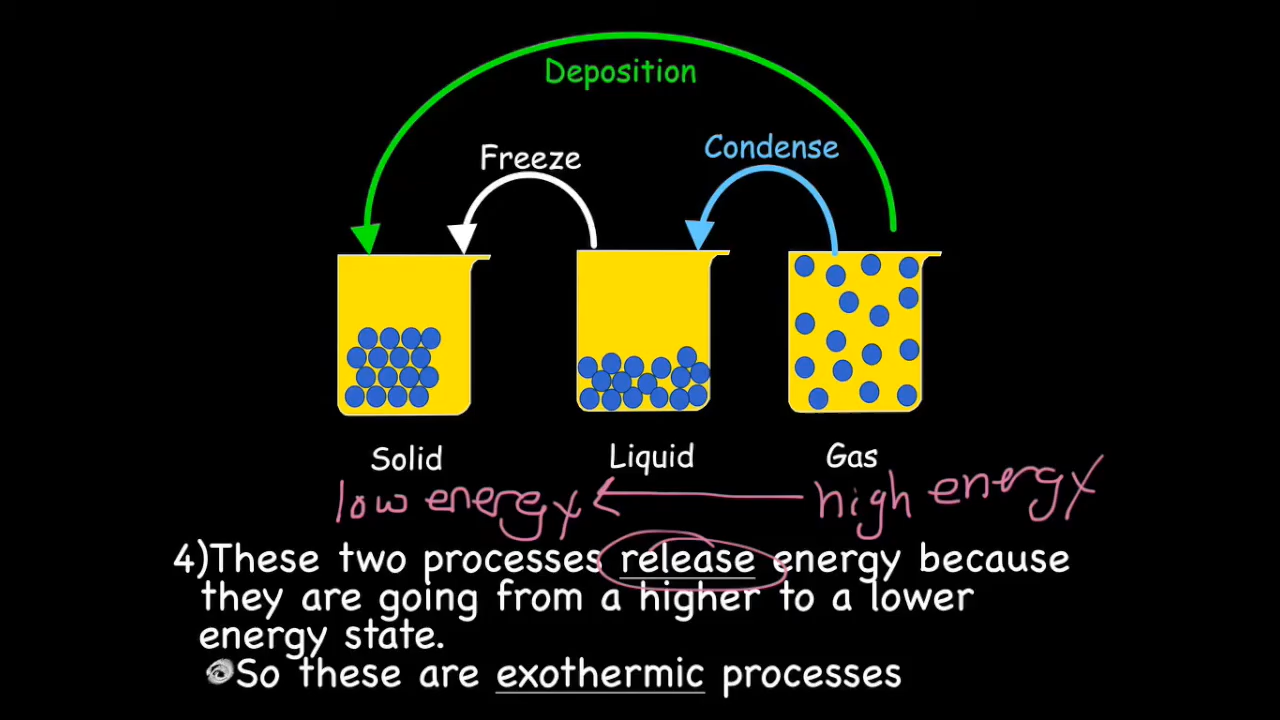 Deposition
Freeze
Condense
Solid
Liquid
Gas
low energy
high energy
4)These two processes release energy because
they are going from a higher to a lower
energy state.
So these are exothermic processes